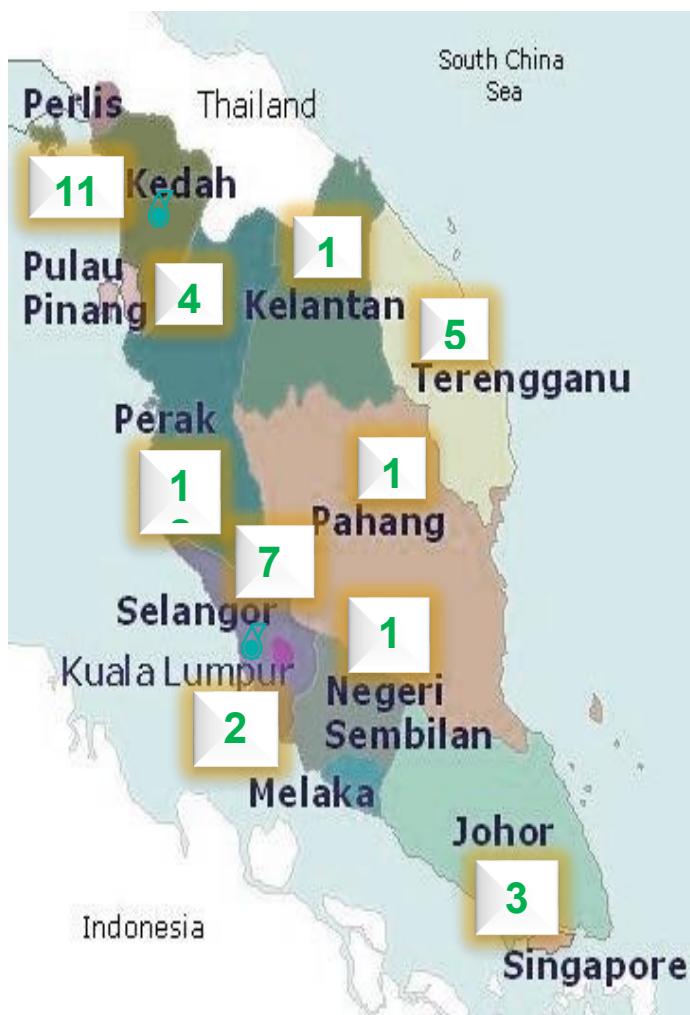 South China
Sea
Perlis
Thailand
11
Kedah
1
Pulau
Pinang
4
Kelantan
5
Terengganu
Perak
1
1
Pahang
7
Selangor
1
Kuala Lumpur
Negeri
Sembilan
2
Melaka
Johor
3
Indonesia
Singapore